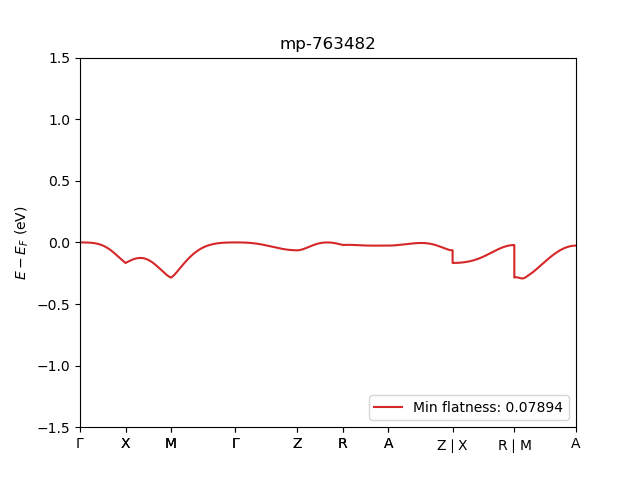 mp-763482
E − E_F (eV)
1.5
1.0
0.5
0.0
−0.5
−1.0
−1.5
Min flatness: 0.07894
Γ X M Γ Z R A Z | X R | M A